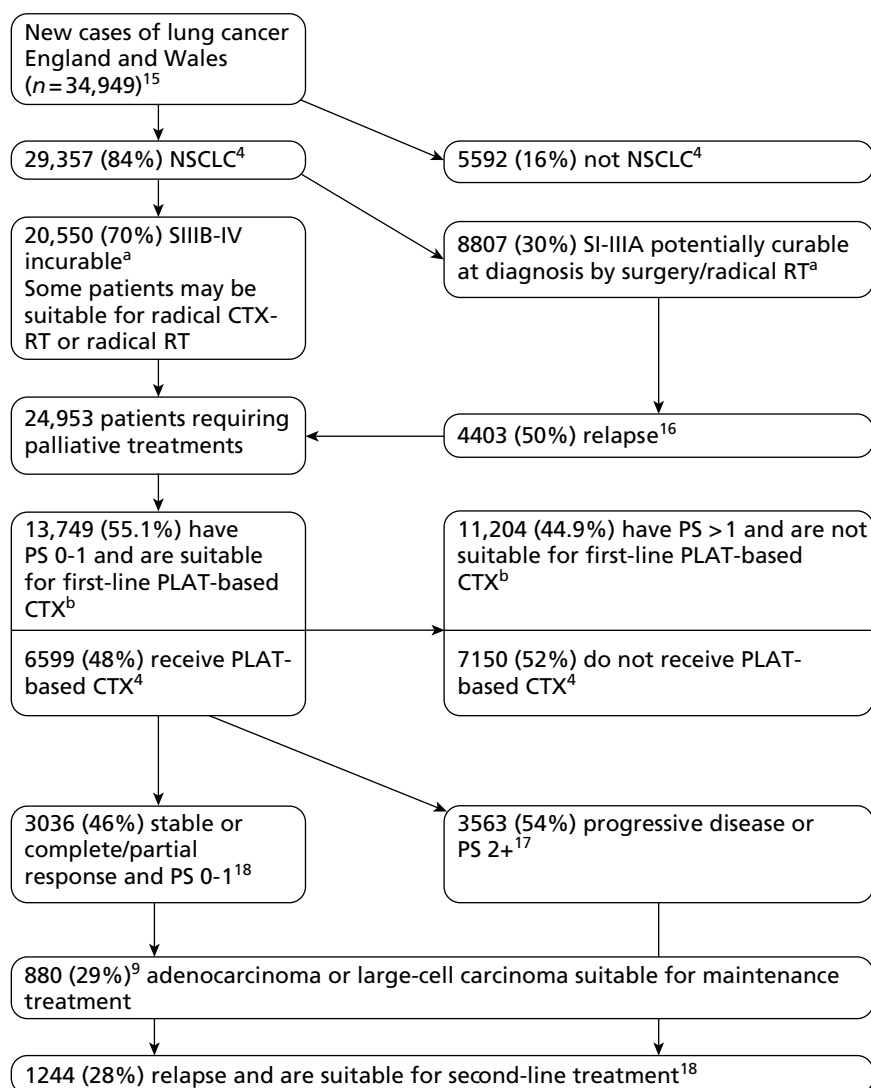 New cases of lung cancer
England and Wales
(n=34,949)15
29,357 (84%) NSCLC4
5592 (16%) not NSCLC4
20,550 (70%) SIIIB-IV
incurablea
Some patients may be
suitable for radical CTX-
RT or radical RT
8807 (30%) SI-IIIA potentially curable
at diagnosis by surgery/radical RTa
24,953 patients requiring
palliative treatments
4403 (50%) relapse16
13,749 (55.1%) have
PS 0-1 and are suitable
for first-line PLAT-based
CTXb
11,204 (44.9%) have PS >1 and are not
suitable for first-line PLAT-based
CTXb
6599 (48%) receive PLAT-
based CTX4
7150 (52%) do not receive PLAT-
based CTX4
3036 (46%) stable or
complete/partial
response and PS 0-118
3563 (54%) progressive disease or
PS 2+17
880 (29%)9 adenocarcinoma or large-cell carcinoma suitable for maintenance
treatment
1244 (28%) relapse and are suitable for second-line treatment18